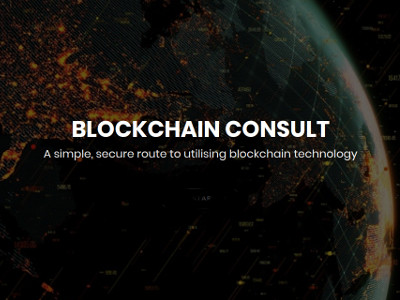 BLOCKCHAIN CONSULT
A simple, secure route to utilising blockchain technology